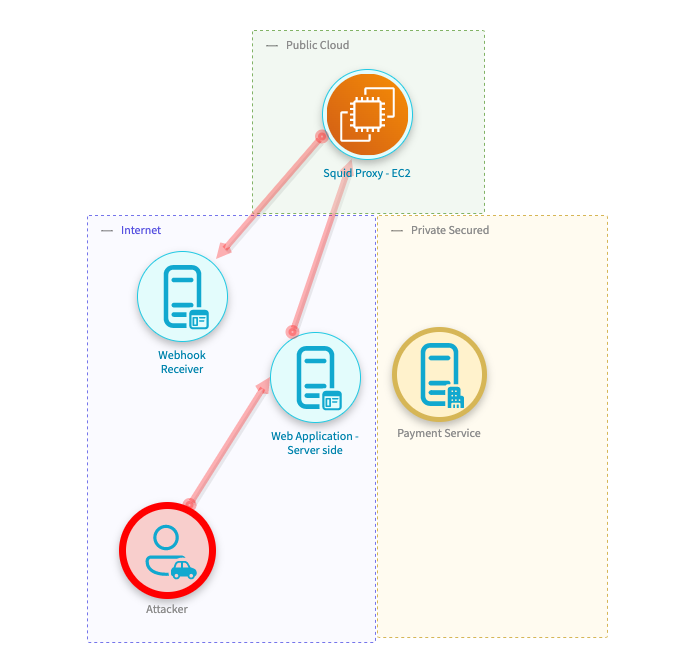 Public Cloud
Squid Proxy - EC2
Internet
Private Secured
Webhook
Receiver
Web Application -
Server side
Payment Service
Attacker